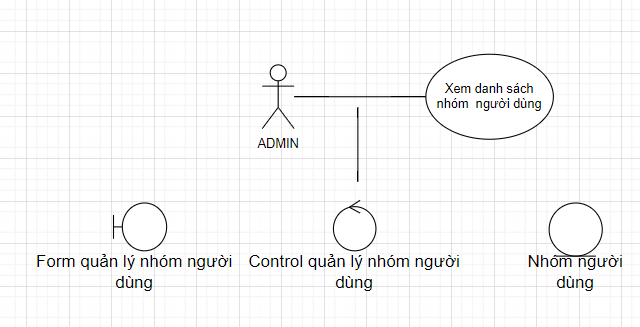 Xem danh sách
nhóm người dùng
ADMIN
Form quản lý nhóm người
dùng
Control quản lý nhóm người
dùng
Nhóm người
dùng